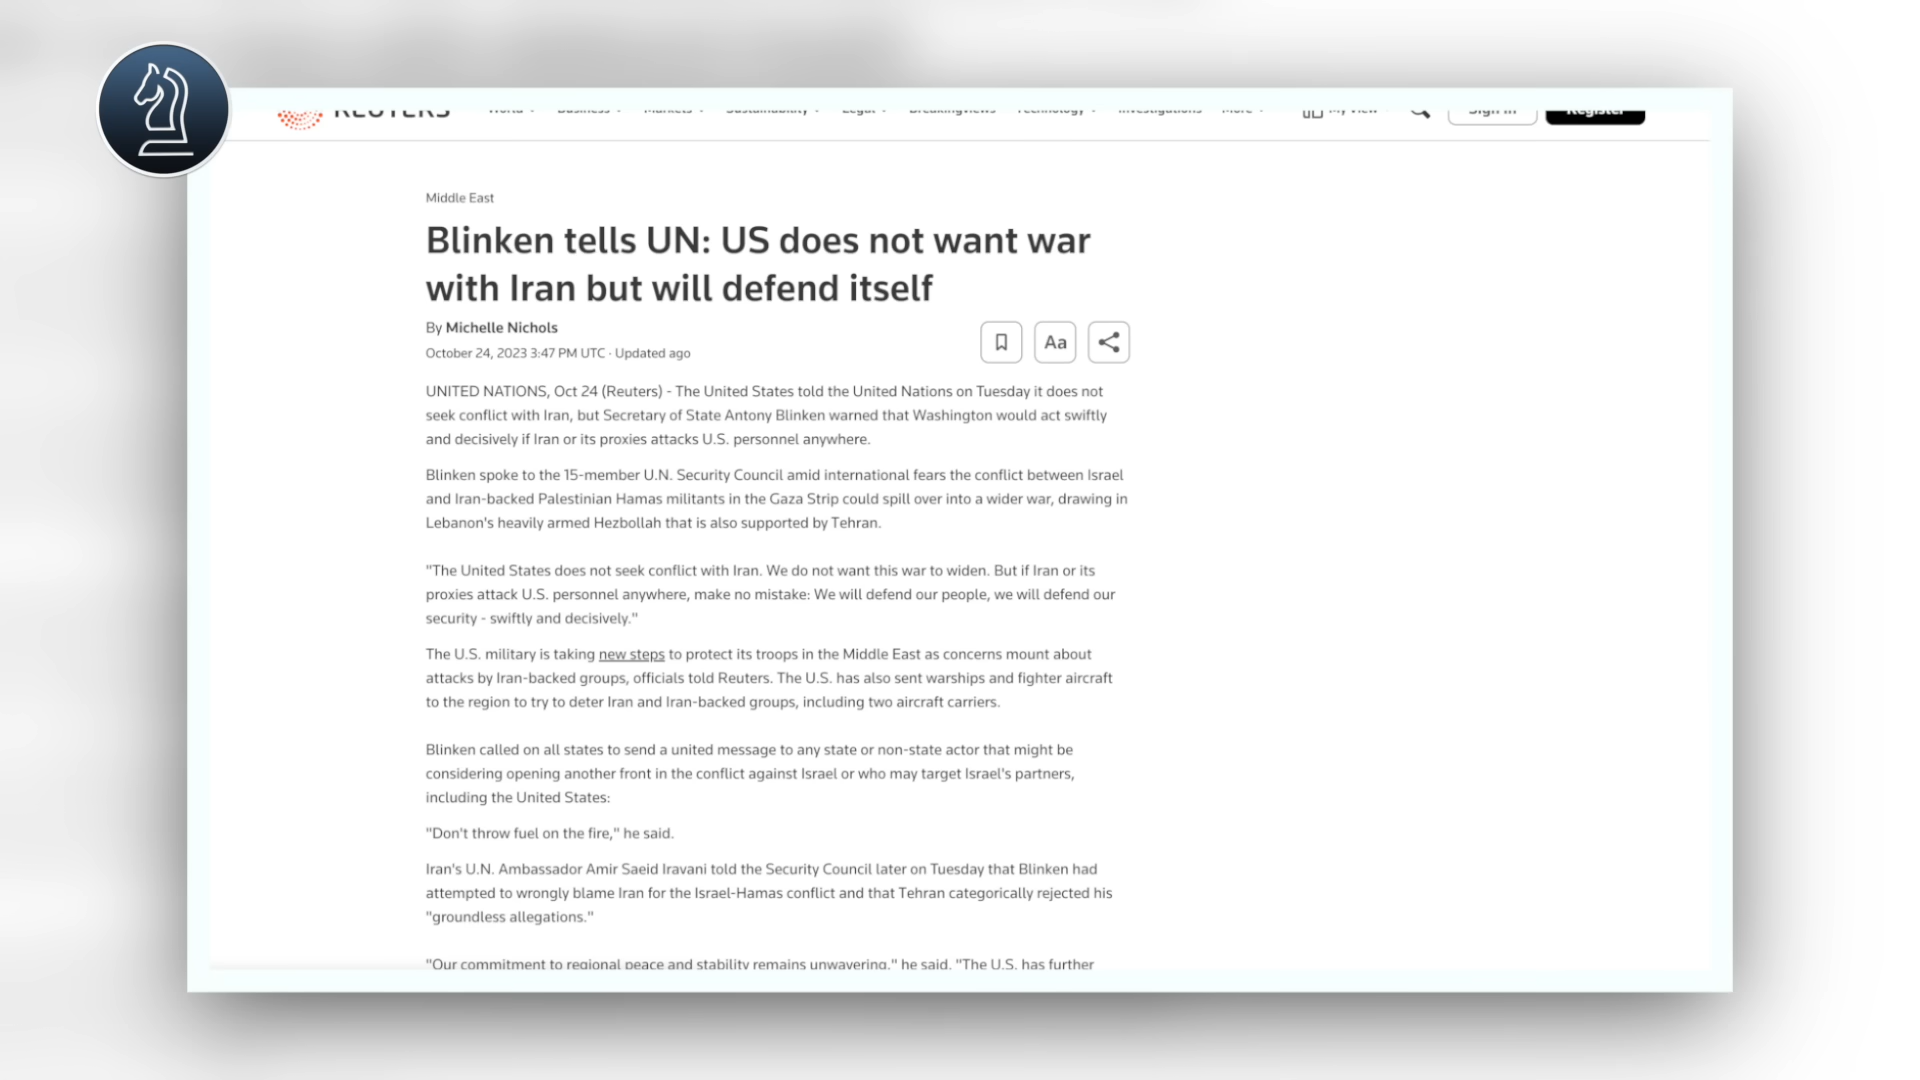 REUTERS World Business Markets Sustainability Legal Breakingviews Technology Investigations More My View Sign In Register
Middle East
Blinken tells UN: US does not want war
with Iran but will defend itself
By Michelle Nichols
October 24, 2023 3:47 PM UTC · Updated ago
Aa
UNITED NATIONS, Oct 24 (Reuters) - The United States told the United Nations on Tuesday it does not
seek conflict with Iran, but Secretary of State Antony Blinken warned that Washington would act swiftly
and decisively if Iran or its proxies attacks U.S. personnel anywhere.
Blinken spoke to the 15-member U.N. Security Council amid international fears the conflict between Israel
and Iran-backed Palestinian Hamas militants in the Gaza Strip could spill over into a wider war, drawing in
Lebanon's heavily armed Hezbollah that is also supported by Tehran.
"The United States does not seek conflict with Iran. We do not want this war to widen. But if Iran or its
proxies attack U.S. personnel anywhere, make no mistake: We will defend our people, we will defend our
security - swiftly and decisively."
The U.S. military is taking new steps to protect its troops in the Middle East as concerns mount about
attacks by Iran-backed groups, officials told Reuters. The U.S. has also sent warships and fighter aircraft
to the region to try to deter Iran and Iran-backed groups, including two aircraft carriers.
Blinken called on all states to send a united message to any state or non-state actor that might be
considering opening another front in the conflict against Israel or who may target Israel's partners,
including the United States:
"Don't throw fuel on the fire," he said.
Iran's U.N. Ambassador Amir Saeid Iravani told the Security Council later on Tuesday that Blinken had
attempted to wrongly blame Iran for the Israel-Hamas conflict and that Tehran categorically rejected his
"groundless allegations."
"Our commitment to regional peace and stability remains unwavering," he said. "The U.S. has further